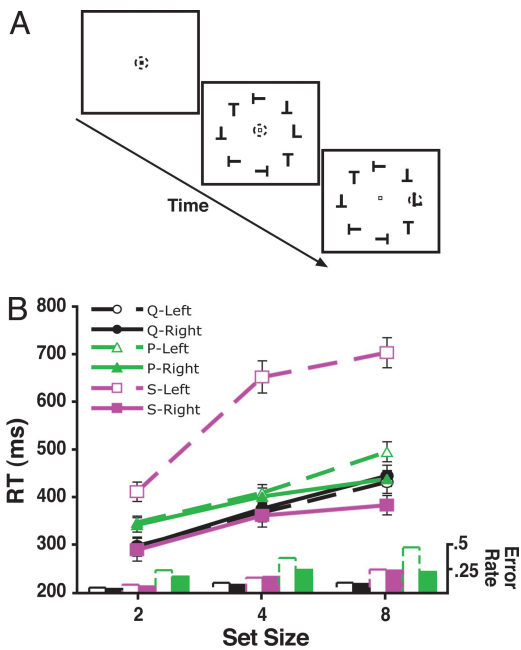 A
T
T
T
T
L
T
T
T
Time
T
T
T
T
L
T
T
T
B
800
700
600
500
400
300
200
RT (ms)
Q-Left
Q-Right
P-Left
P-Right
S-Left
S-Right
.5
.25
Error
Rate
2 4 8
Set Size